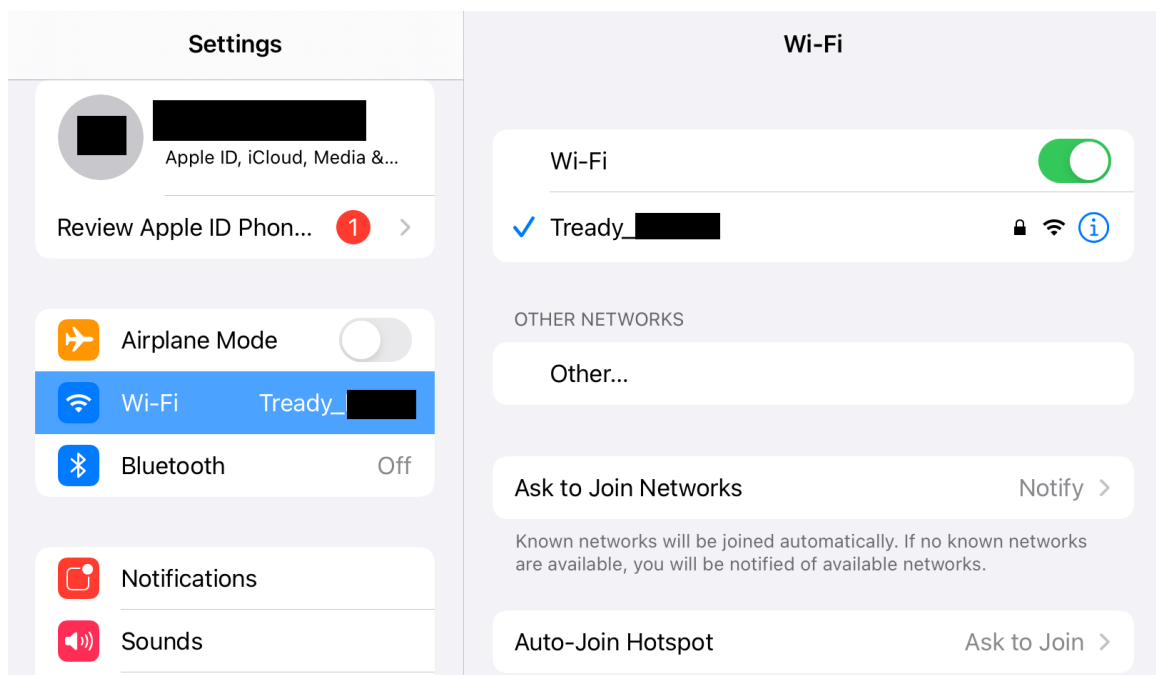 Settings
Apple ID, iCloud, Media &...
Review Apple ID Phon... 1
Airplane Mode
Wi-Fi Tready_
Bluetooth Off
Notifications
Sounds
Wi-Fi
Wi-Fi
Tready_
OTHER NETWORKS
Other...
Ask to Join Networks Notify
Known networks will be joined automatically. If no known networks
are available, you will be notified of available networks.
Auto-Join Hotspot Ask to Join